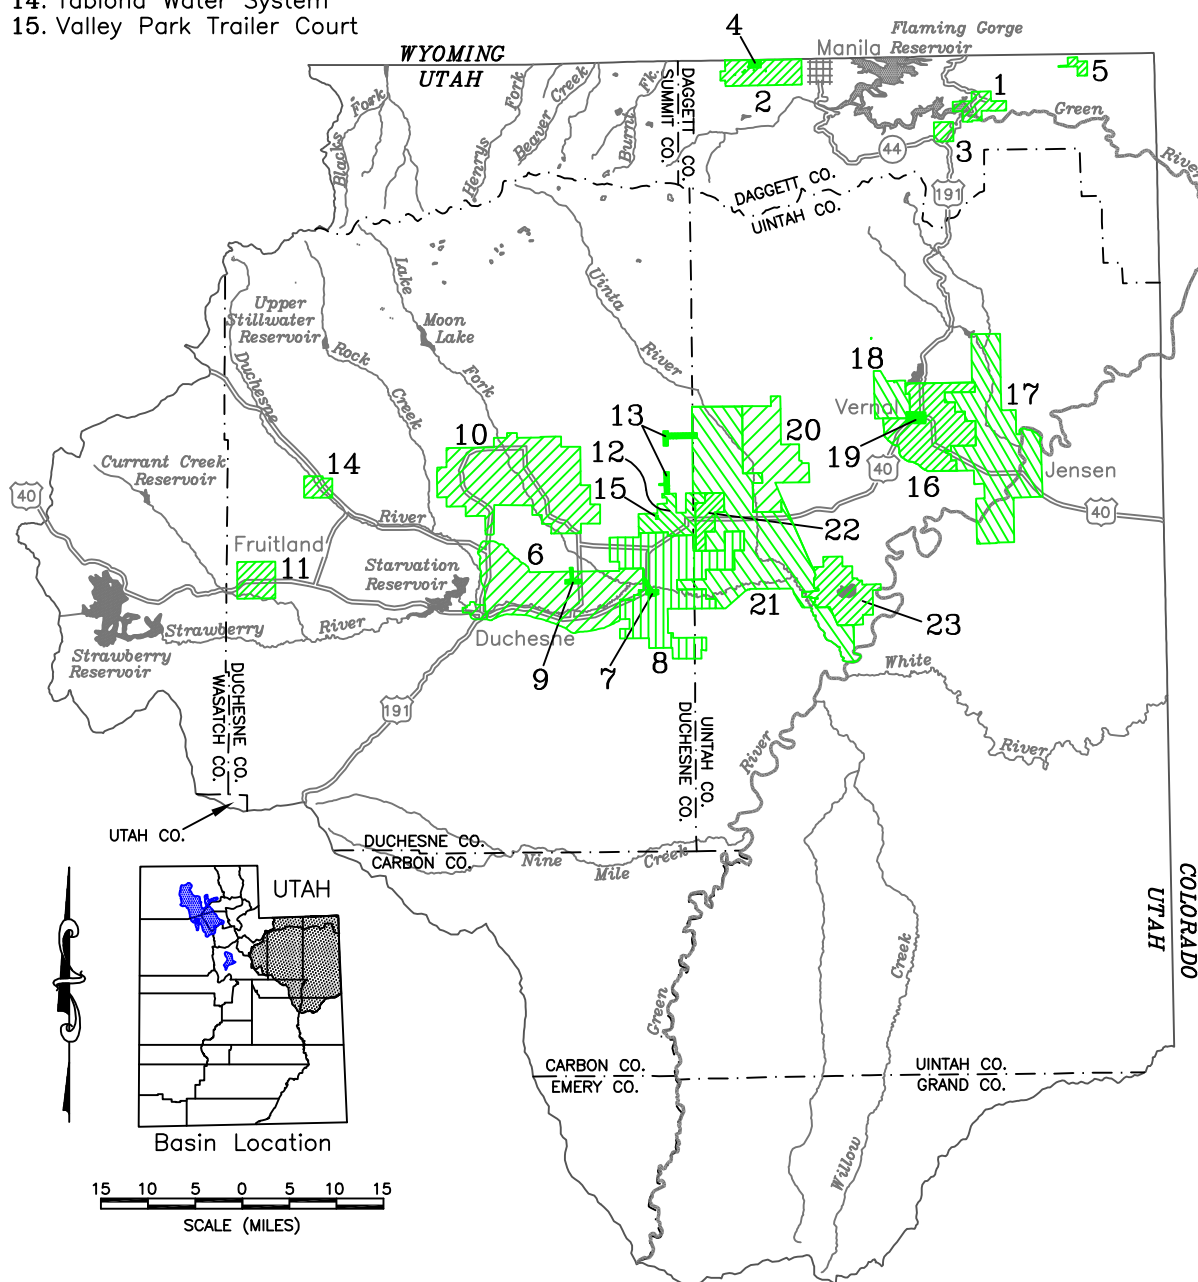 14. Tabiona Water System
15. Valley Park Trailer Court
WYOMING
UTAH
4
Manila
Flaming Gorge
Reservoir
5
1
2
3
Green
River
44
191
Blacks
Fork
Henrys
Fork
Beaver Creek
Burnt Fk.
DAGGETT CO.
SUMMIT CO.
DAGGETT CO.
UINTAH CO.
Lake
Fork
Uinta
River
Upper
Stillwater
Reservoir
Moon
Lake
Rock
Creek
Duchesne
River
18
17
Vernal
19
16
Jensen
40
40
13
12
15
20
22
10
14
Currant Creek
Reservoir
40
Fruitland
11
Starvation
Reservoir
6
Duchesne
9
7
8
21
23
Strawberry
River
Strawberry
Reservoir
White
River
DUCHESNE CO.
WASATCH CO.
191
UINTAH CO.
DUCHESNE CO.
River
UTAH CO.
DUCHESNE CO.
CARBON CO.
Nine
Mile
Creek
UTAH
COLORADO
UTAH
Creek
Green
Willow
CARBON CO.
EMERY CO.
UINTAH CO.
GRAND CO.
Basin Location
15 10 5 0 5 10 15
SCALE (MILES)